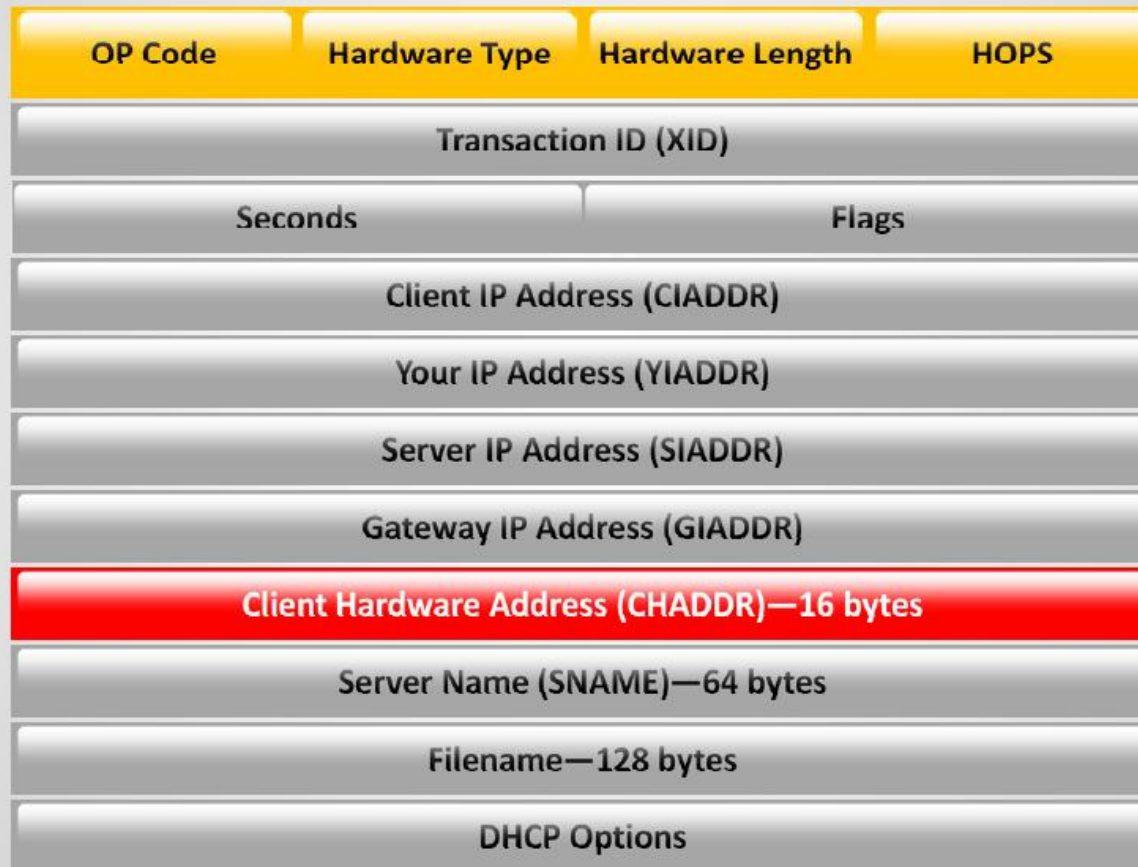 OP Code Hardware Type Hardware Length HOPS
Transaction ID (XID)
Seconds Flags
Client IP Address (CIADDR)
Your IP Address (YIADDR)
Server IP Address (SIADDR)
Gateway IP Address (GIADDR)
Client Hardware Address (CHADDR)—16 bytes
Server Name (SNAME)—64 bytes
Filename—128 bytes
DHCP Options